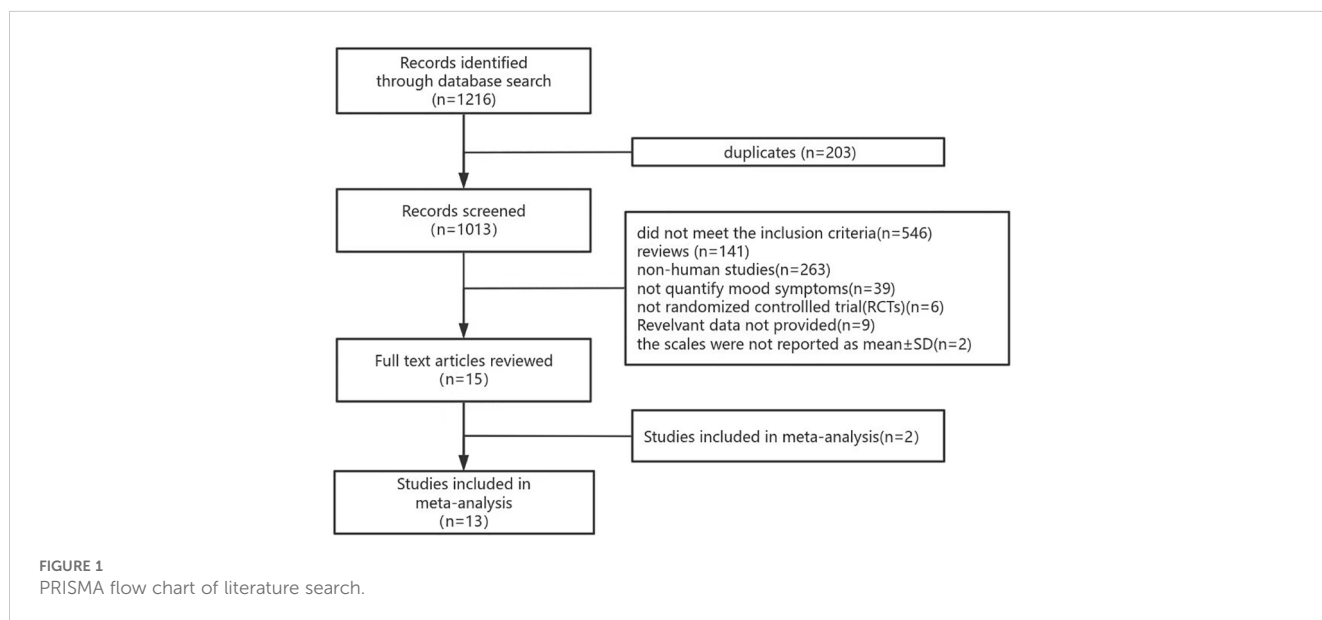 Records identified
through database search
(n=1216)
duplicates (n=203)
Records screened
(n=1013)
did not meet the inclusion criteria(n=546)
reviews (n=141)
non-human studies(n=263)
not quantify mood symptoms(n=39)
not randomized controllled trial(RCTs)(n=6)
Revelvant data not provided(n=9)
the scales were not reported as mean±SD(n=2)
Full text articles reviewed
(n=15)
Studies included in meta-analysis(n=2)
Studies included in
meta-analysis
(n=13)
FIGURE 1
PRISMA flow chart of literature search.